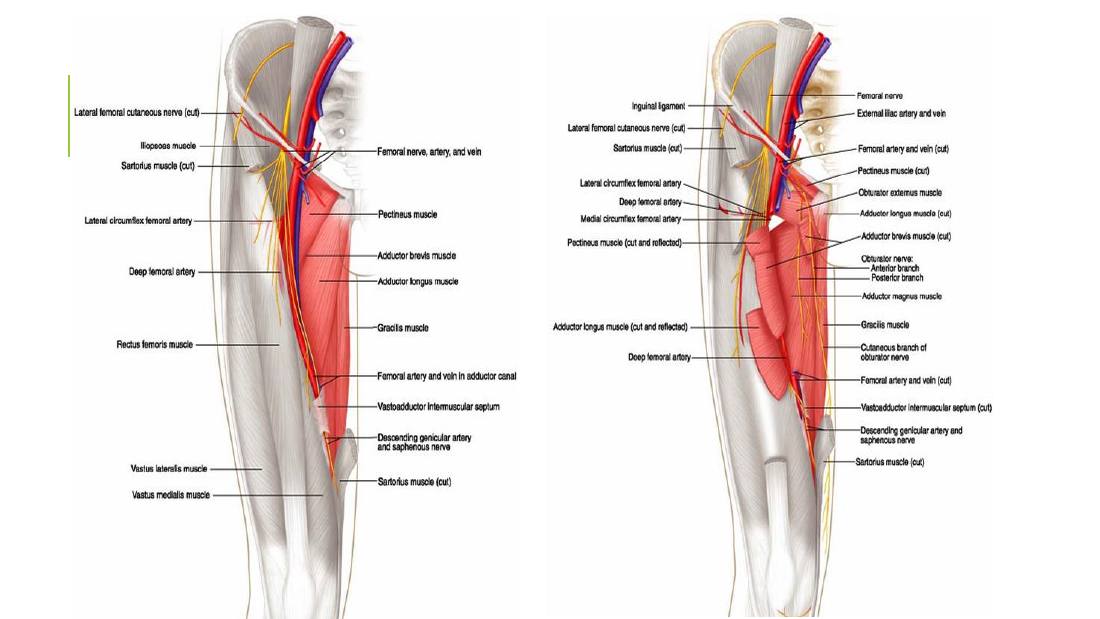 Lateral femoral cutaneous nerve (cut)
Iliopsoas muscle
Sartorius muscle (cut)
Lateral circumflex femoral artery
Deep femoral artery
Rectus femoris muscle
Vastus lateralis muscle
Vastus medialis muscle
Femoral nerve, artery, and vein
Pectineus muscle
Adductor brevis muscle
Adductor longus muscle
Gracilis muscle
Femoral artery and vein in adductor canal
Vastoadductor intermuscular septum
Descending genicular artery
and saphenous nerve
Sartorius muscle (cut)
Inguinal ligament
Lateral femoral cutaneous nerve (cut)
Sartorius muscle (cut)
Lateral circumflex femoral artery
Deep femoral artery
Medial circumflex femoral artery
Pectineus muscle (cut and reflected)
Adductor longus muscle (cut and reflected)
Deep femoral artery
Femoral nerve
External iliac artery and vein
Femoral artery and vein (cut)
Pectineus muscle (cut)
Obturator externus muscle
Adductor longus muscle (cut)
Adductor brevis muscle (cut)
Obturator nerve:
Anterior branch
Posterior branch
Adductor magnus muscle
Gracilis muscle
Cutaneous branch of
obturator nerve
Femoral artery and vein (cut)
Vastoadductor intermuscular septum (cut)
Descending genicular artery and
saphenous nerve
Sartorius muscle (cut)